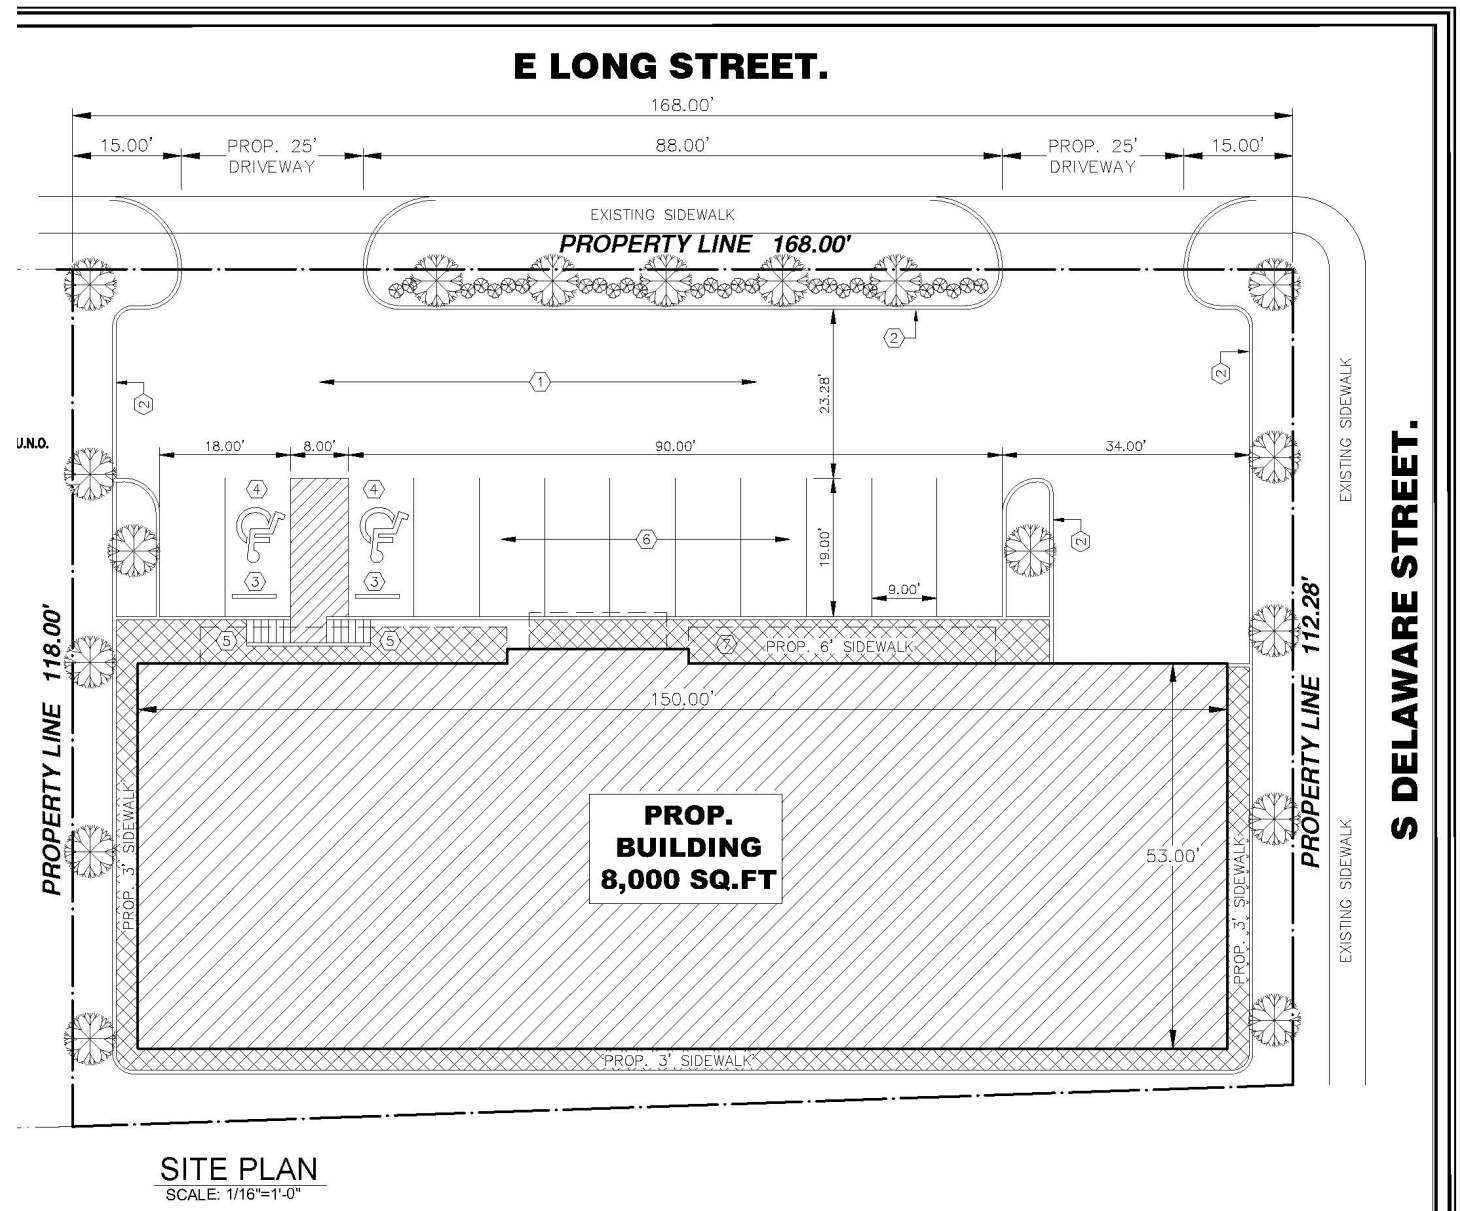 E LONG STREET.
168.00'
15.00'
PROP. 25'
DRIVEWAY
88.00'
PROP. 25'
DRIVEWAY
15.00'
EXISTING SIDEWALK
PROPERTY LINE 168.00'
2
23.28'
2
1
2
EXISTING SIDEWALK
U.N.O.
18.00'
8.00'
90.00'
34.00'
4
4
19.00'
6
2
3
3
9.00'
S DELAWARE STREET.
PROPERTY LINE 118.00'
PROPERTY LINE 112.28'
5
5
7
PROP. 6' SIDEWALK
150.00'
PROP. 3' SIDEWALK
PROP.
BUILDING
8,000 SQ.FT
53.00'
PROP. 3' SIDEWALK
EXISTING SIDEWALK
PROP. 3' SIDEWALK
SITE PLAN
SCALE: 1/16"=1'-0"